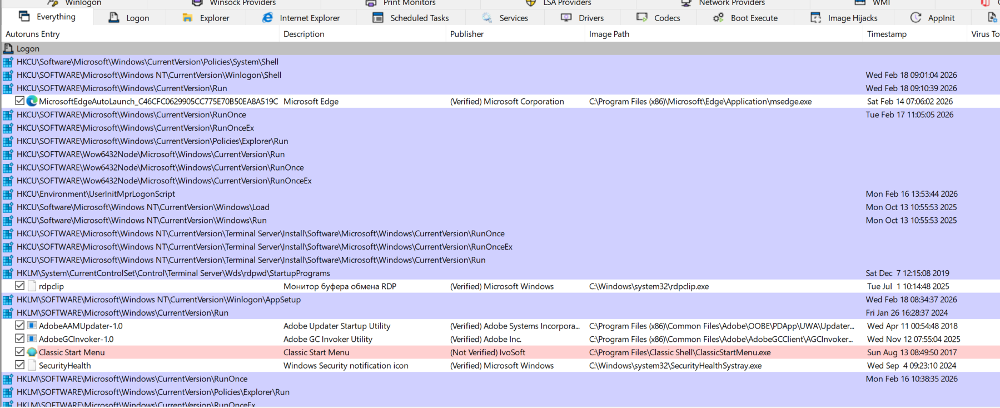 Winlogon Winsock Providers Print Monitors LSA Providers Network Providers WMI
Everything Logon Explorer Internet Explorer Scheduled Tasks Services Drivers Codecs Boot Execute Image Hijacks AppInit
Autoruns Entry Description Publisher Image Path Timestamp Virus To
Logon
HKCU\Software\Microsoft\Windows\CurrentVersion\Policies\System\Shell
HKCU\SOFTWARE\Microsoft\Windows NT\CurrentVersion\Winlogon\Shell Wed Feb 18 09:01:04 2026
HKCU\SOFTWARE\Microsoft\Windows\CurrentVersion\Run Wed Feb 18 09:10:39 2026
MicrosoftEdgeAutoLaunch_C46CFC0629905CC775E70B50EA8A519C Microsoft Edge (Verified) Microsoft Corporation C:\Program Files (x86)\Microsoft\Edge\Application\msedge.exe Sat Feb 14 07:06:02 2026
HKCU\SOFTWARE\Microsoft\Windows\CurrentVersion\RunOnce Tue Feb 17 11:05:05 2026
HKCU\SOFTWARE\Microsoft\Windows\CurrentVersion\RunOnceEx
HKCU\SOFTWARE\Microsoft\Windows\CurrentVersion\Policies\Explorer\Run
HKCU\SOFTWARE\Wow6432Node\Microsoft\Windows\CurrentVersion\Run
HKCU\SOFTWARE\Wow6432Node\Microsoft\Windows\CurrentVersion\RunOnce
HKCU\SOFTWARE\Wow6432Node\Microsoft\Windows\CurrentVersion\RunOnceEx
HKCU\Environment\UserInitMprLogonScript Mon Feb 16 13:53:44 2026
HKCU\Software\Microsoft\Windows NT\CurrentVersion\Windows\Load Mon Oct 13 10:55:53 2025
HKCU\Software\Microsoft\Windows NT\CurrentVersion\Windows\Run Mon Oct 13 10:55:53 2025
HKCU\SOFTWARE\Microsoft\Windows NT\CurrentVersion\Terminal Server\Install\Software\Microsoft\Windows\CurrentVersion\RunOnce
HKCU\SOFTWARE\Microsoft\Windows NT\CurrentVersion\Terminal Server\Install\Software\Microsoft\Windows\CurrentVersion\RunOnceEx
HKCU\SOFTWARE\Microsoft\Windows NT\CurrentVersion\Terminal Server\Install\Software\Microsoft\Windows\CurrentVersion\Run
HKLM\System\CurrentControlSet\Control\Terminal Server\Wds\rdpwd\StartupPrograms Sat Dec 7 12:15:08 2019
rdpclip Монитор буфера обмена RDP (Verified) Microsoft Windows C:\Windows\system32\rdpclip.exe Tue Jul 1 10:14:48 2025
HKLM\SOFTWARE\Microsoft\Windows NT\CurrentVersion\Winlogon\AppSetup Wed Feb 18 08:34:37 2026
HKLM\SOFTWARE\Microsoft\Windows\CurrentVersion\Run Fri Jan 26 16:28:37 2024
AdobeAAMUpdater-1.0 Adobe Updater Startup Utility (Verified) Adobe Systems Incorpora... C:\Program Files (x86)\Common Files\Adobe\OOBE\PDApp\UWA\Updater... Wed Apr 11 00:54:48 2018
AdobeGCInvoker-1.0 Adobe GC Invoker Utility (Verified) Adobe Inc. C:\Program Files (x86)\Common Files\Adobe\AdobeGCClient\AGCInvoker... Wed Nov 12 07:55:04 2025
Classic Start Menu Classic Start Menu (Not Verified) IvoSoft C:\Program Files\Classic Shell\ClassicStartMenu.exe Sun Aug 13 08:49:50 2017
SecurityHealth Windows Security notification icon (Verified) Microsoft Windows C:\Windows\system32\SecurityHealthSystray.exe Wed Sep 4 09:23:10 2024
HKLM\SOFTWARE\Microsoft\Windows\CurrentVersion\RunOnce Mon Feb 16 10:38:35 2026
HKLM\SOFTWARE\Microsoft\Windows\CurrentVersion\Policies\Explorer\Run
HKLM\SOFTWARE\Microsoft\Windows\CurrentVersion\RunOnceEx